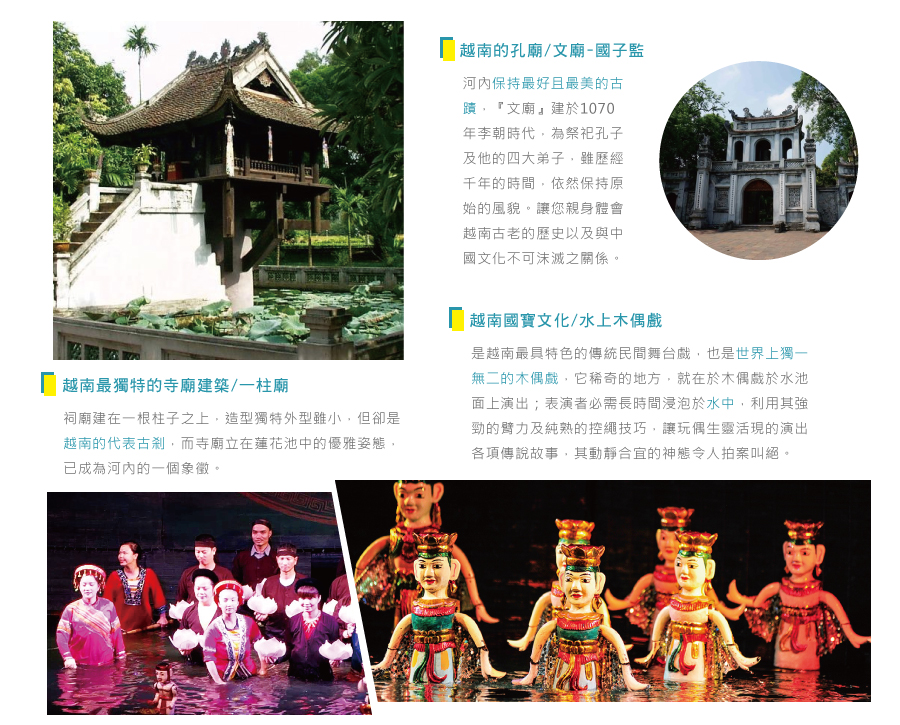 越南的孔廟/文廟-國子監
河內保持最好且最美的古
蹟，『文廟』建於1070
年李朝時代，為祭祀孔子
及他的四大弟子，雖歷經
千年的時間，依然保持原
始的風貌。讓您親身體會
越南古老的歷史以及與中
國文化不可沫滅之關係。
越南最獨特的寺廟建築/一柱廟
祠廟建在一根柱子之上，造型獨特外型雖小，但卻是
越南的代表古剎，而寺廟立在蓮花池中的優雅姿態，
已成為河內的一個象徵。
越南國寶文化/水上木偶戲
是越南最具特色的傳統民間舞台戲，也是世界上獨一
無二的木偶戲，它稀奇的地方，就在於木偶戲於水池
面上演出；表演者必需長時間浸泡於水中，利用其強
勁的臂力及純熟的控繩技巧，讓玩偶生靈活現的演出
各項傳說故事，其動靜合宜的神態令人拍案叫絕。